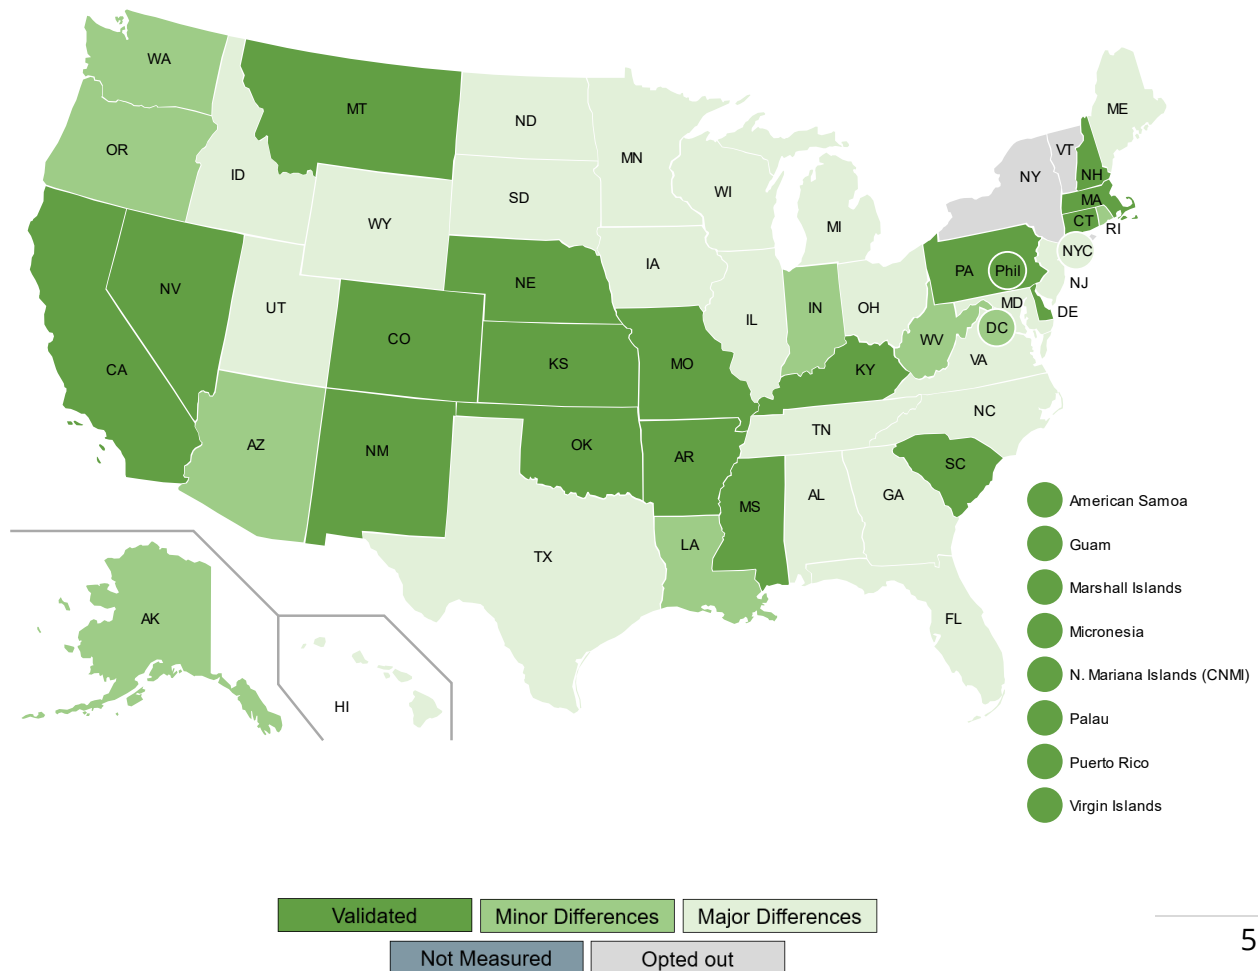 WA
MT
ME
ND
OR
VT
MN
ID
NH
NY
WI
SD
MA
WY
CT
MI
RI
NYC
IA
PA
Phil
NE
NJ
NV
MD
UT
IN
OH
DE
IL
DC
CO
WV
VA
KS
MO
CA
KY
NC
TN
AZ
OK
NM
AR
SC
AL
GA
MS
American Samoa
LA
Guam
TX
Marshall Islands
AK
FL
Micronesia
N. Mariana Islands (CNMI)
HI
Palau
Puerto Rico
Virgin Islands
Validated
Minor Differences
Major Differences
Not Measured
Opted out
5